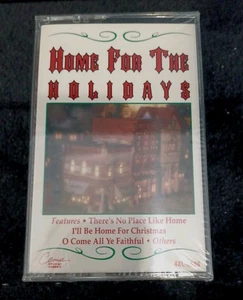 HOME FOR THE
HOLIDAYS
Features • There's No Place Like Home
I'll Be Home For Christmas
O Come All Ye Faithful • Others